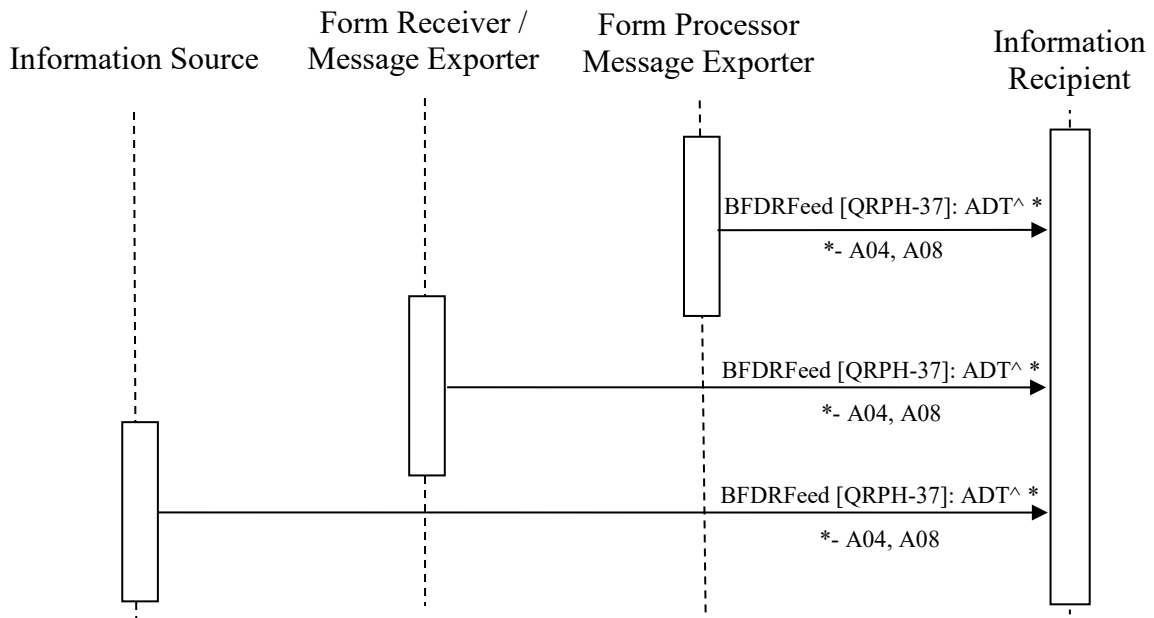 Information Source
Form Receiver /
Message Exporter
Form Processor
Message Exporter
Information
Recipient
BFDRFeed [QRPH-37]: ADT^ *
*- A04, A08
BFDRFeed [QRPH-37]: ADT^ *
*- A04, A08
BFDRFeed [QRPH-37]: ADT^ *
*- A04, A08